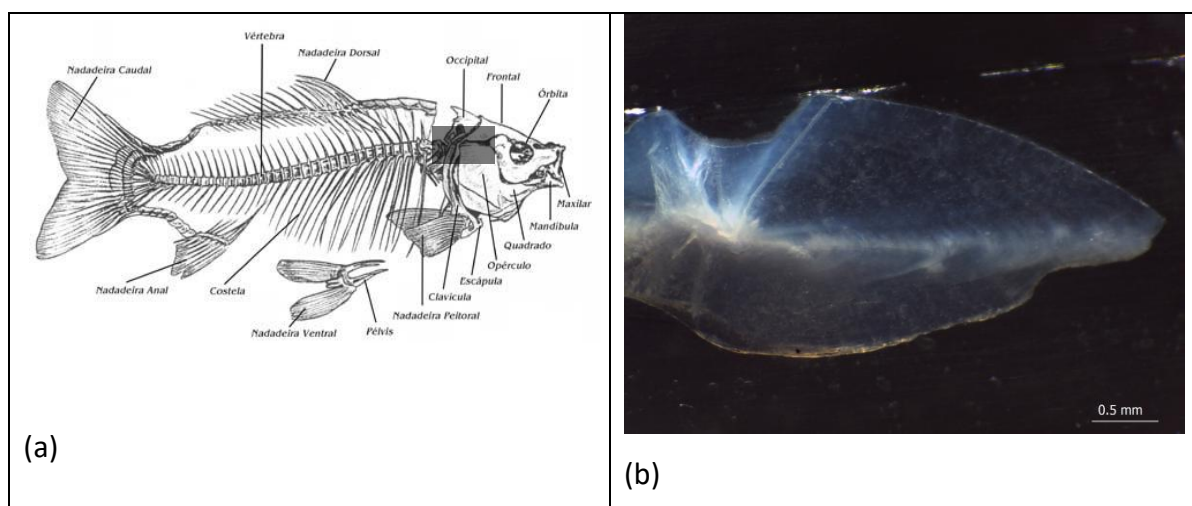 Vértebra
Nadadeira Dorsal
Occipital
Nadadeira Caudal
Frontal
Órbita
Maxilar
Mandíbula
Quadrado
Opérculo
Escápula
Clavícula
Nadadeira Anal
Costela
Nadadeira Peitoral
Nadadeira Ventral
Pélvis
(a)
0.5 mm
(b)